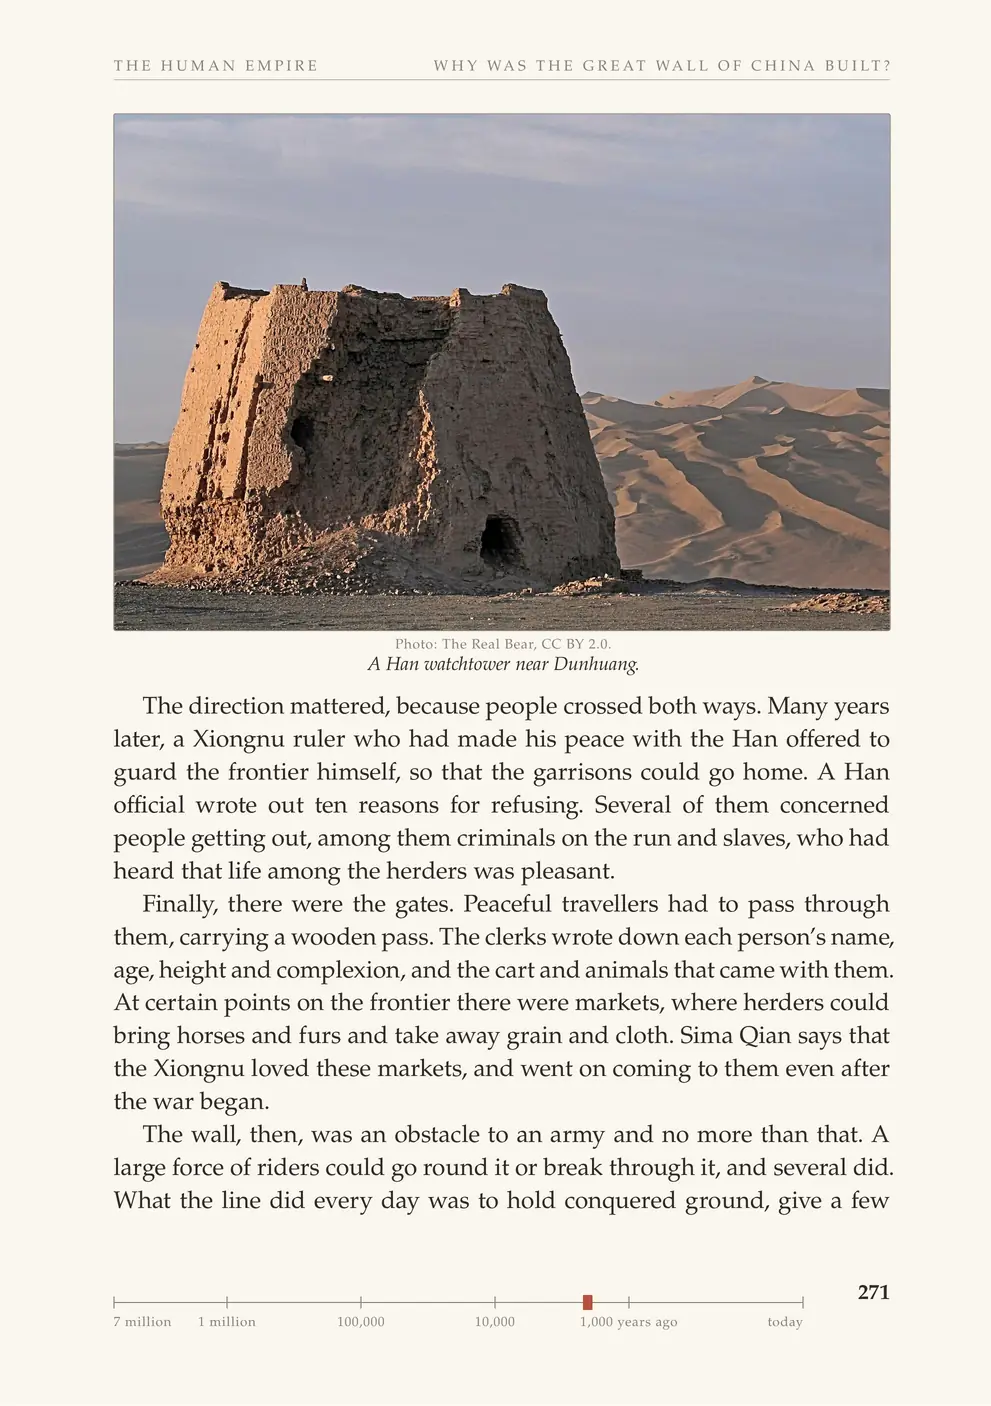 THE HUMAN EMPIRE
WHY WAS THE GREAT WALL OF CHINA BUILT?
Photo: The Real Bear, CC BY 2.0.
A Han watchtower near Dunhuang.
The direction mattered, because people crossed both ways. Many years
later, a Xiongnu ruler who had made his peace with the Han offered to
guard the frontier himself, so that the garrisons could go home. A Han
official wrote out ten reasons for refusing. Several of them concerned
people getting out, among them criminals on the run and slaves, who had
heard that life among the herders was pleasant.
Finally, there were the gates. Peaceful travellers had to pass through
them, carrying a wooden pass. The clerks wrote down each person’s name,
age, height and complexion, and the cart and animals that came with them.
At certain points on the frontier there were markets, where herders could
bring horses and furs and take away grain and cloth. Sima Qian says that
the Xiongnu loved these markets, and went on coming to them even after
the war began.
The wall, then, was an obstacle to an army and no more than that. A
large force of riders could go round it or break through it, and several did.
What the line did every day was to hold conquered ground, give a few
271
7 million 1 million 100,000 10,000 1,000 years ago today